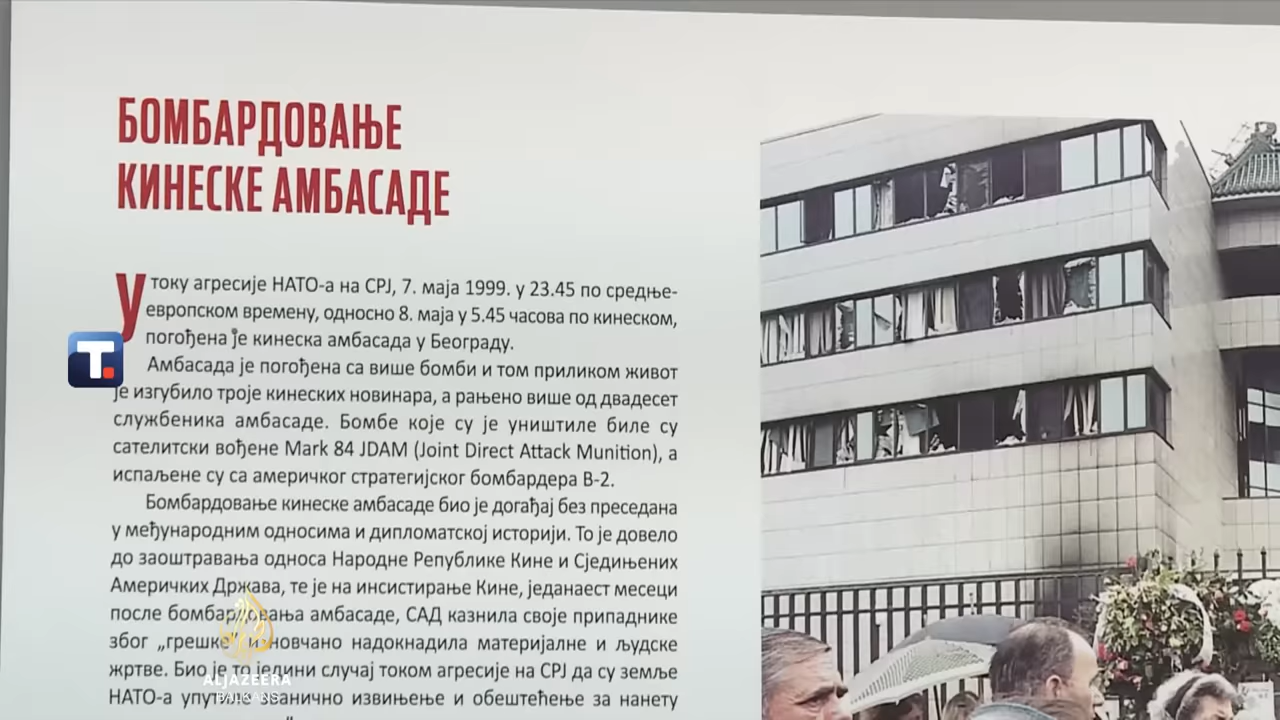 БОМБАРДОВАЊЕ
КИНЕСКЕ АМБАСАДЕ
У току агресије НАТО-а на СРЈ, 7. маја 1999. у 23.45 по средње-
европском времену, односно 8. маја у 5.45 часова по кинеском,
погођена је кинеска амбасада у Београду.
Амбасада је погођена са више бомби и том приликом живот
је изгубило троје кинеских новинара, а рањено више од двадесет
службеника амбасаде. Бомбе које су је уништиле биле су
сателитски вођене Mark 84 JDAM (Joint Direct Attack Munition), а
испаљене су са америчког стратегијског бомбардера B-2.
Бомбардовање кинеске амбасаде био је догађај без преседана
у међународним односима и дипломатској историји. То је довело
до заоштравања односа Народне Републике Кине и Сједињених
Америчких Држава, те је на инсистирање Кине, једанаест месеци
после бомбардовања амбасаде, САД казнила своје припаднике
због „грешке новчано надокнадила материјалне и људске
жртве. Био је то једини случај током агресије на СРЈ да су земље
НАТО-а званично извињење и обештећење за нанету
T.
ALJAZEERA
BALKANS